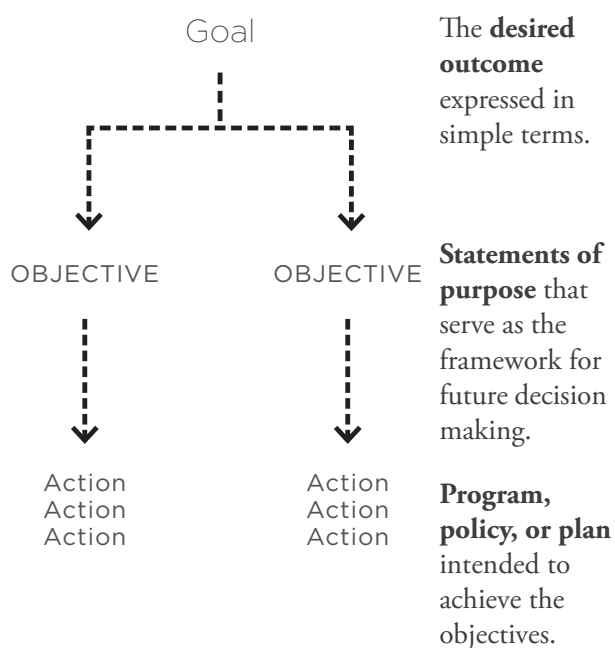 Goal
The desired
outcome
expressed in
simple terms.
OBJECTIVE
OBJECTIVE
Statements of
purpose that
serve as the
framework for
future decision
making.
Action
Action
Action
Action
Action
Action
Program,
policy, or plan
intended to
achieve the
objectives.